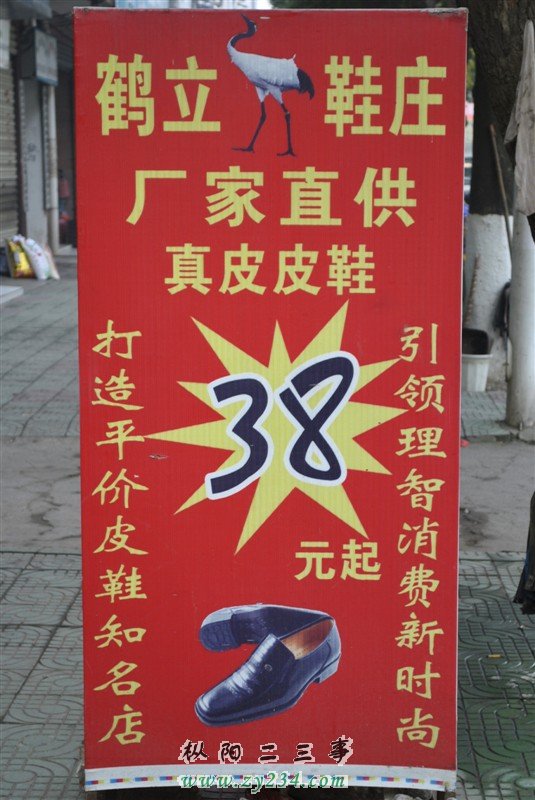 鹤立鞋庄
厂家直供
真皮皮鞋
38
元起
打造平价皮鞋知名店
引领理智消费新时尚
枞阳二三事
www.zy234.com